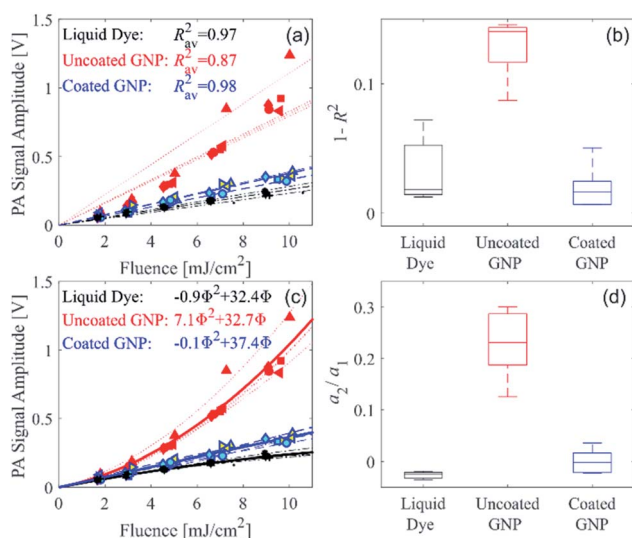 (a)
Liquid Dye: R²av=0.97
Uncoated GNP: R²av=0.87
Coated GNP: R²av=0.98
PA Signal Amplitude [V]
1.5
1
0.5
0
0 2 4 6 8 10
Fluence [mJ/cm²]
(b)
1- R²
0.1
0
Liquid Dye
Uncoated GNP
Coated GNP
(c)
Liquid Dye: -0.9Φ²+32.4Φ
Uncoated GNP: 7.1Φ²+32.7Φ
Coated GNP: -0.1Φ²+37.4Φ
PA Signal Amplitude [V]
1.5
1
0.5
0
0 2 4 6 8 10
Fluence [mJ/cm²]
(d)
a₂/a₁
0.3
0.2
0.1
0
Liquid Dye
Uncoated GNP
Coated GNP